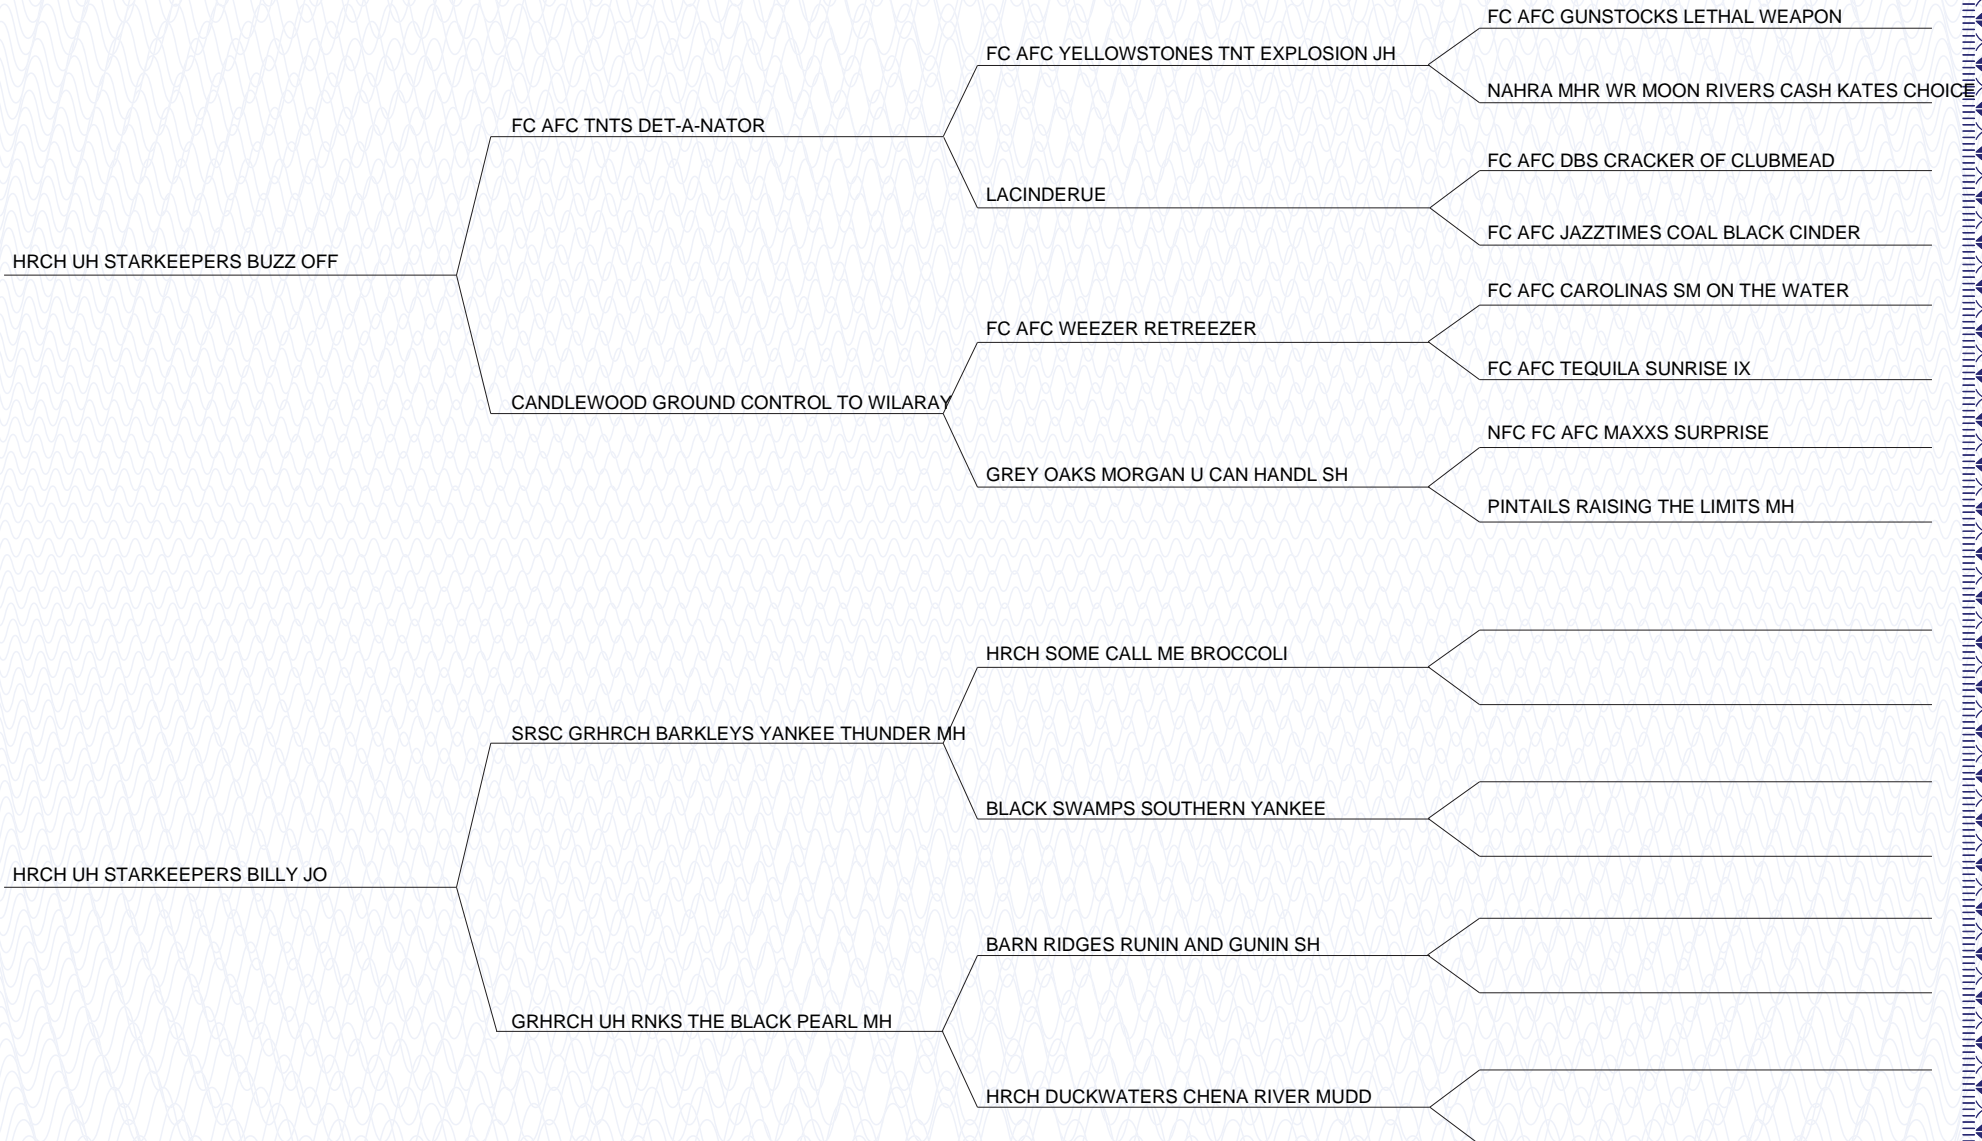 FC AFC GUNSTOCKS LETHAL WEAPON
FC AFC YELLOWSTONES TNT EXPLOSION JH
NAHRA MHR WR MOON RIVERS CASH KATES CHOICE
FC AFC TNTS DET-A-NATOR
FC AFC DBS CRACKER OF CLUBMEAD
LACINDERUE
FC AFC JAZZTIMES COAL BLACK CINDER
HRCH UH STARKEEPERS BUZZ OFF
FC AFC CAROLINAS SM ON THE WATER
FC AFC WEEZER RETREEZER
FC AFC TEQUILA SUNRISE IX
CANDLEWOOD GROUND CONTROL TO WILARAY
NFC FC AFC MAXXS SURPRISE
GREY OAKS MORGAN U CAN HANDL SH
PINTAILS RAISING THE LIMITS MH
HRCH SOME CALL ME BROCCOLI
SRSC GRHRCH BARKLEYS YANKEE THUNDER MH
BLACK SWAMPS SOUTHERN YANKEE
HRCH UH STARKEEPERS BILLY JO
BARN RIDGES RUNIN AND GUNIN SH
GRHRCH UH RNKS THE BLACK PEARL MH
HRCH DUCKWATERS CHENA RIVER MUDD